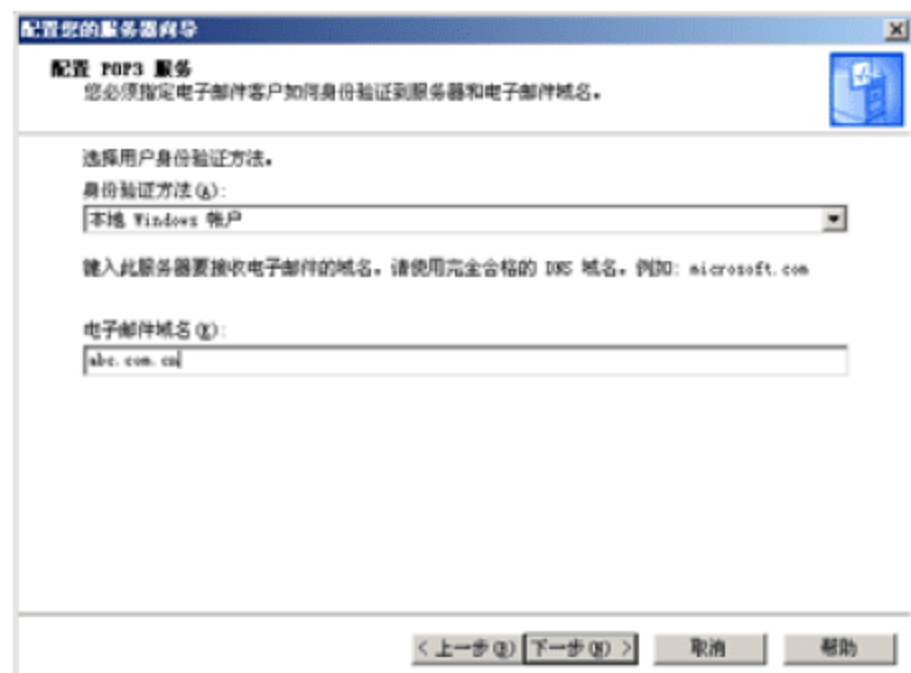 配置您的服务器向导
配置 POP3 服务
您必须指定电子邮件客户如何身份验证到服务器和电子邮件域名。
选择用户身份验证方法。
身份验证方法(A):
本地 Windows 帐户
键入此服务器要接收电子邮件的域名。请使用完全合格的 DNS 域名。例如: microsoft.com
电子邮件域名(E):
abc.com.cn
< 上一步(B) 下一步(N) > 取消 帮助